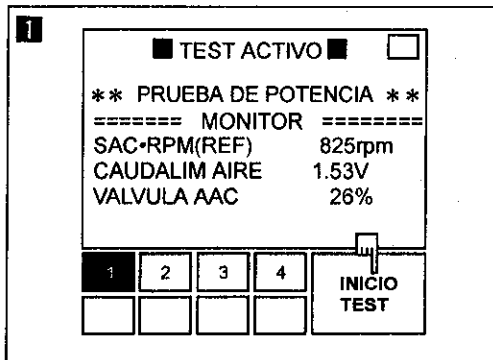 1
■ TEST ACTIVO ■
** PRUEBA DE POTENCIA **
======= MONITOR ========
SAC•RPM(REF) 825rpm
CAUDALIM AIRE 1.53V
VALVULA AAC 26%
1 2 3 4 INICIO
TEST